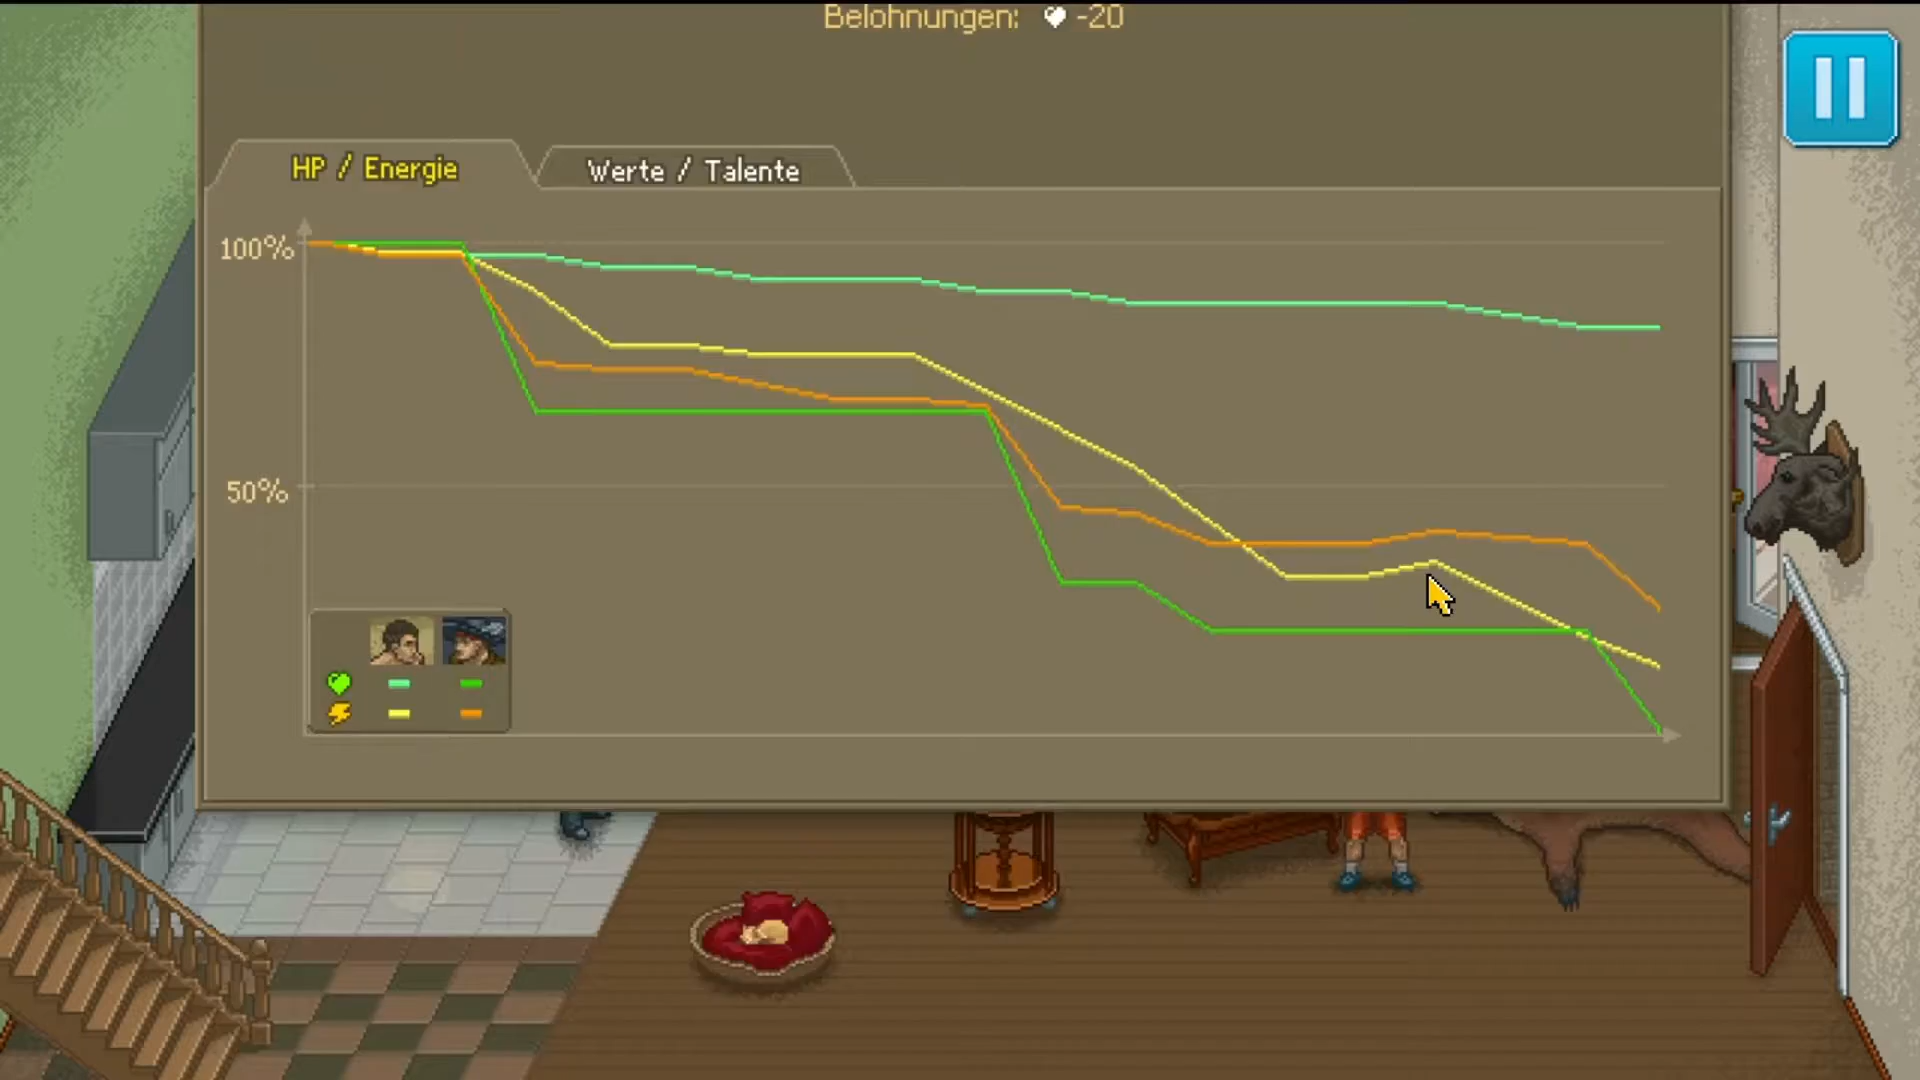 Belohnungen: -20
HP / Energie
Werte / Talente
100%
50%